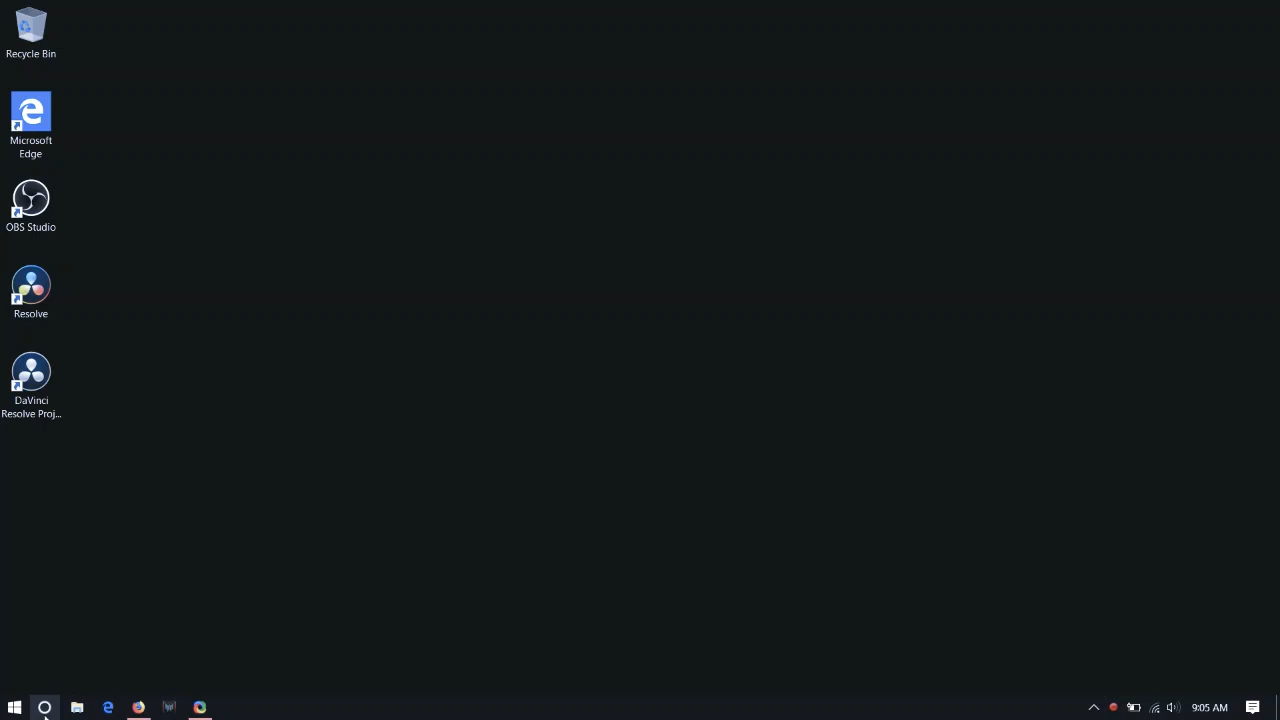 Recycle Bin
Microsoft
Edge
OBS Studio
Resolve
DaVinci
Resolve Proj...
9:05 AM